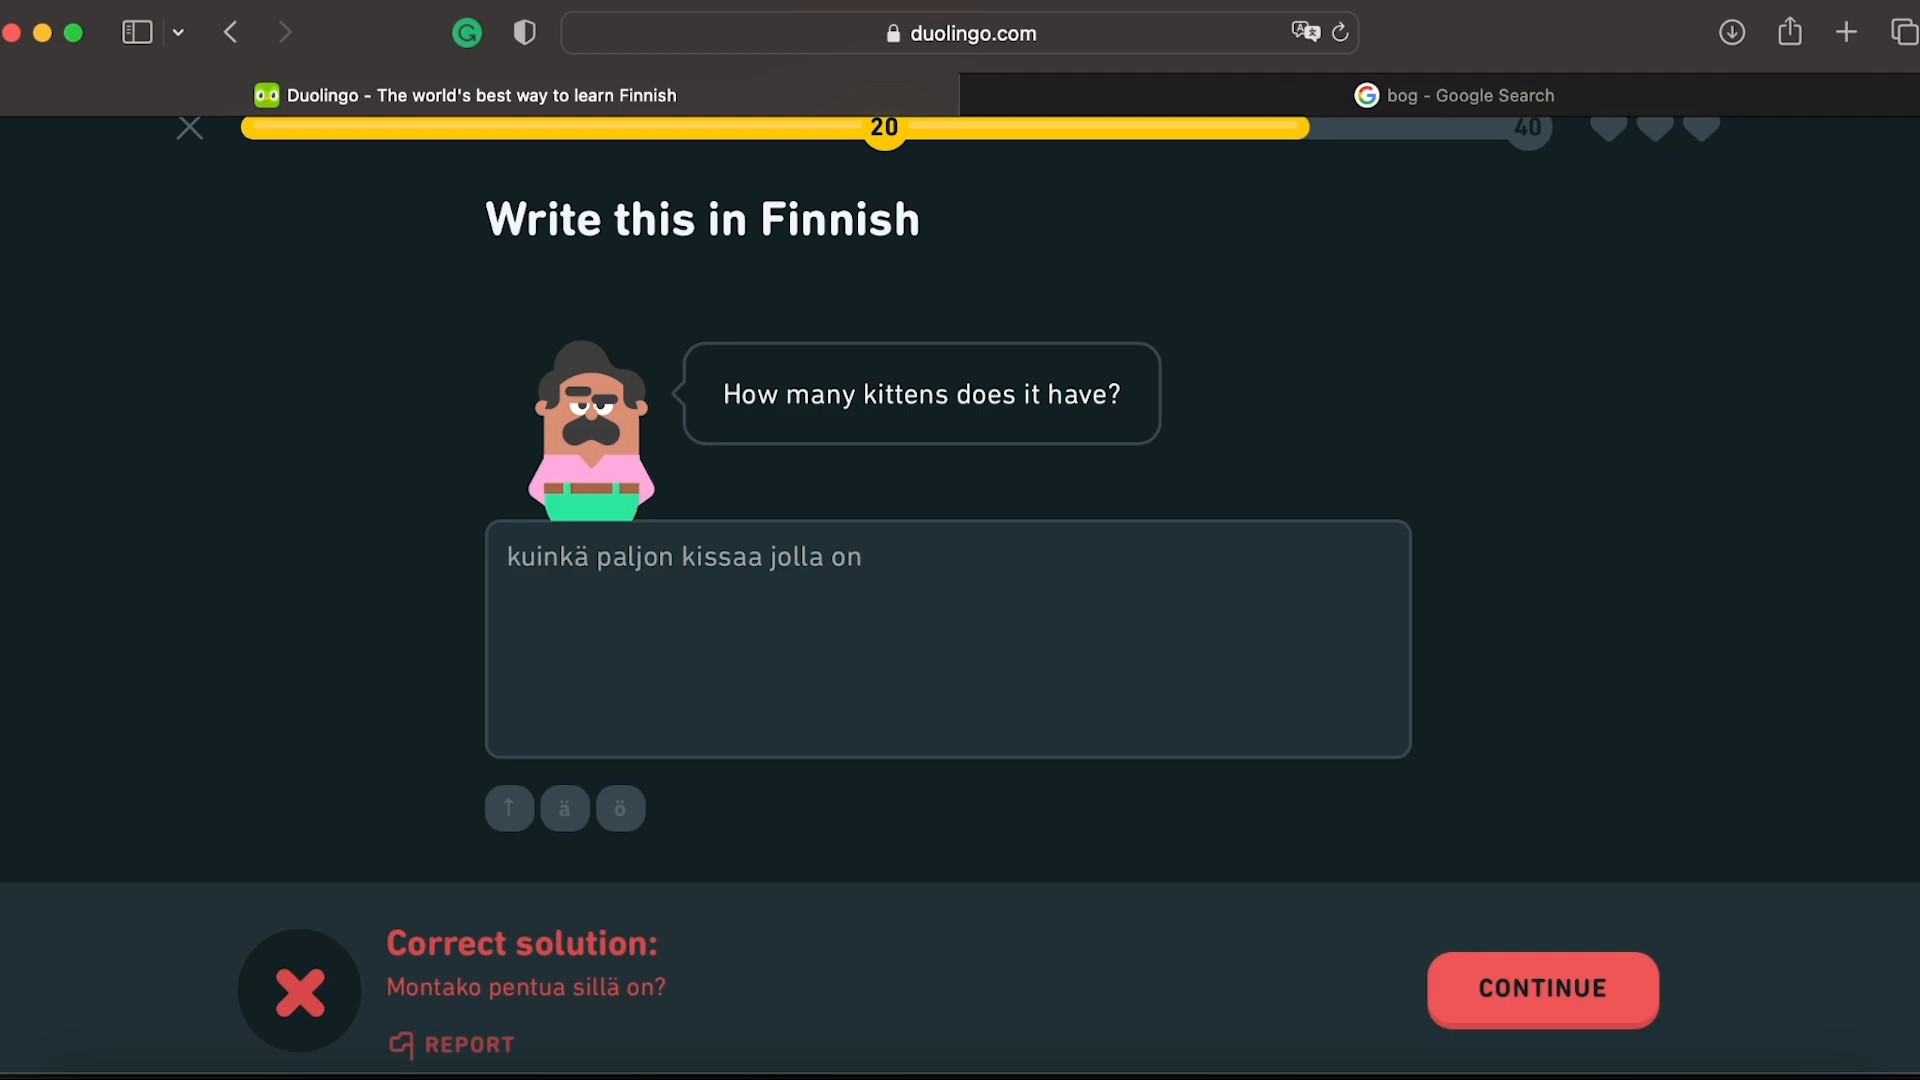 duolingo.com
Duolingo - The world's best way to learn Finnish
bog - Google Search
20
40
Write this in Finnish
How many kittens does it have?
kuinkä paljon kissaa jolla on
↑ ä ö
Correct solution:
Montako pentua sillä on?
REPORT
CONTINUE